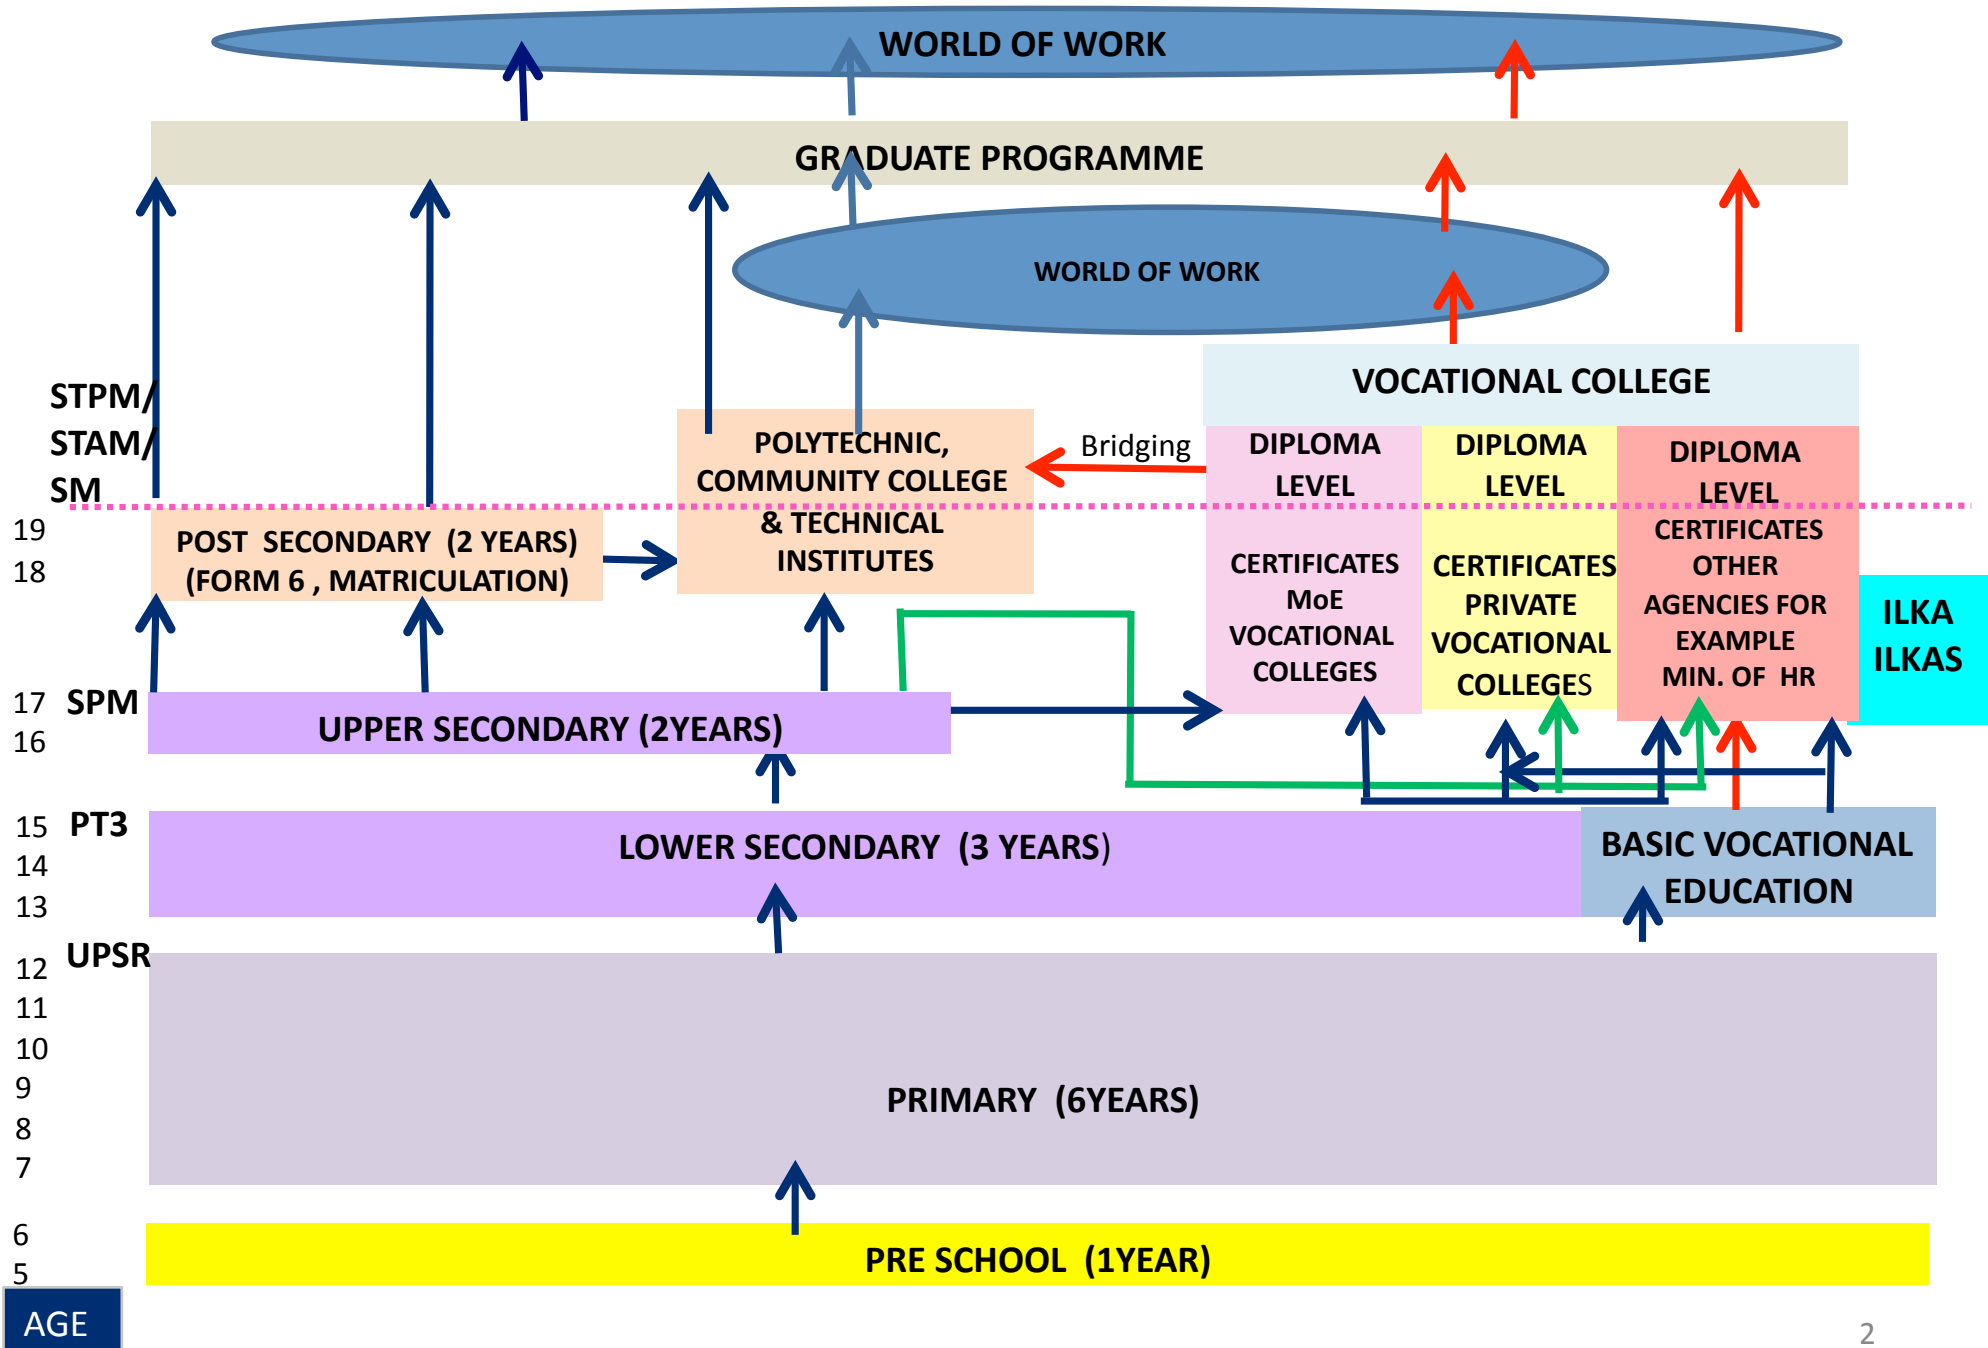 WORLD OF WORK
GRADUATE PROGRAMME
WORLD OF WORK
VOCATIONAL COLLEGE
STPM/
STAM/
SM
POLYTECHNIC,
COMMUNITY COLLEGE
& TECHNICAL
INSTITUTES
Bridging
DIPLOMA
LEVEL
CERTIFICATES
MoE
VOCATIONAL
COLLEGES
DIPLOMA
LEVEL
CERTIFICATES
PRIVATE
VOCATIONAL
COLLEGES
DIPLOMA
LEVEL
CERTIFICATES
OTHER
AGENCIES FOR
EXAMPLE
MIN. OF HR
ILKA
ILKAS
19
18
POST SECONDARY (2 YEARS)
(FORM 6 , MATRICULATION)
17
SPM
16
UPPER SECONDARY (2YEARS)
15
PT3
14
13
LOWER SECONDARY (3 YEARS)
BASIC VOCATIONAL
EDUCATION
UPSR
12
11
10
9
8
7
PRIMARY (6YEARS)
6
5
PRE SCHOOL (1YEAR)
AGE
2